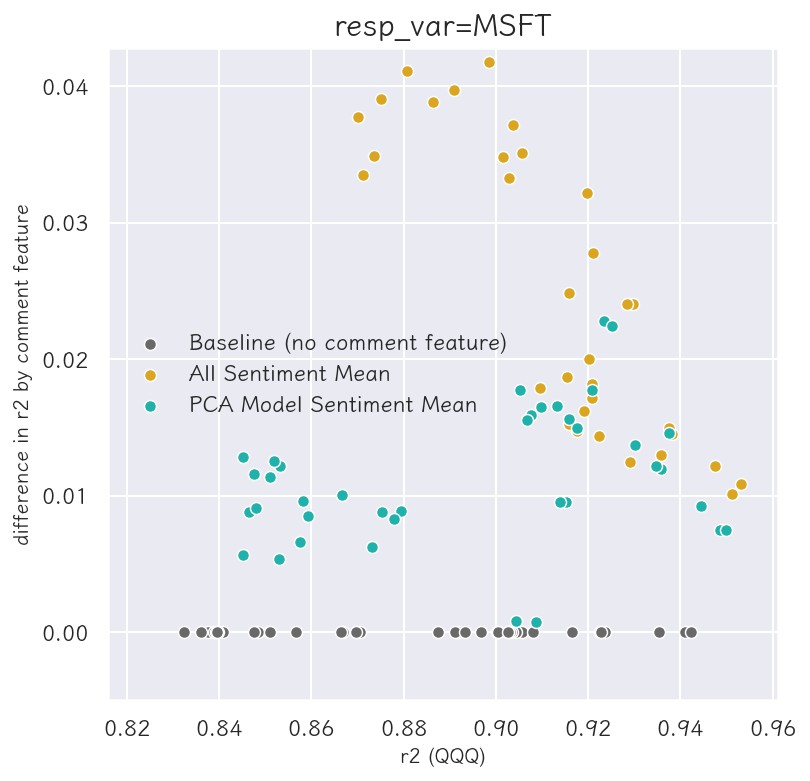 resp_var=MSFT
difference in r2 by comment feature
0.04
0.03
0.02
0.01
0.00
Baseline (no comment feature)
All Sentiment Mean
PCA Model Sentiment Mean
0.82 0.84 0.86 0.88 0.90 0.92 0.94 0.96
r2 (QQQ)